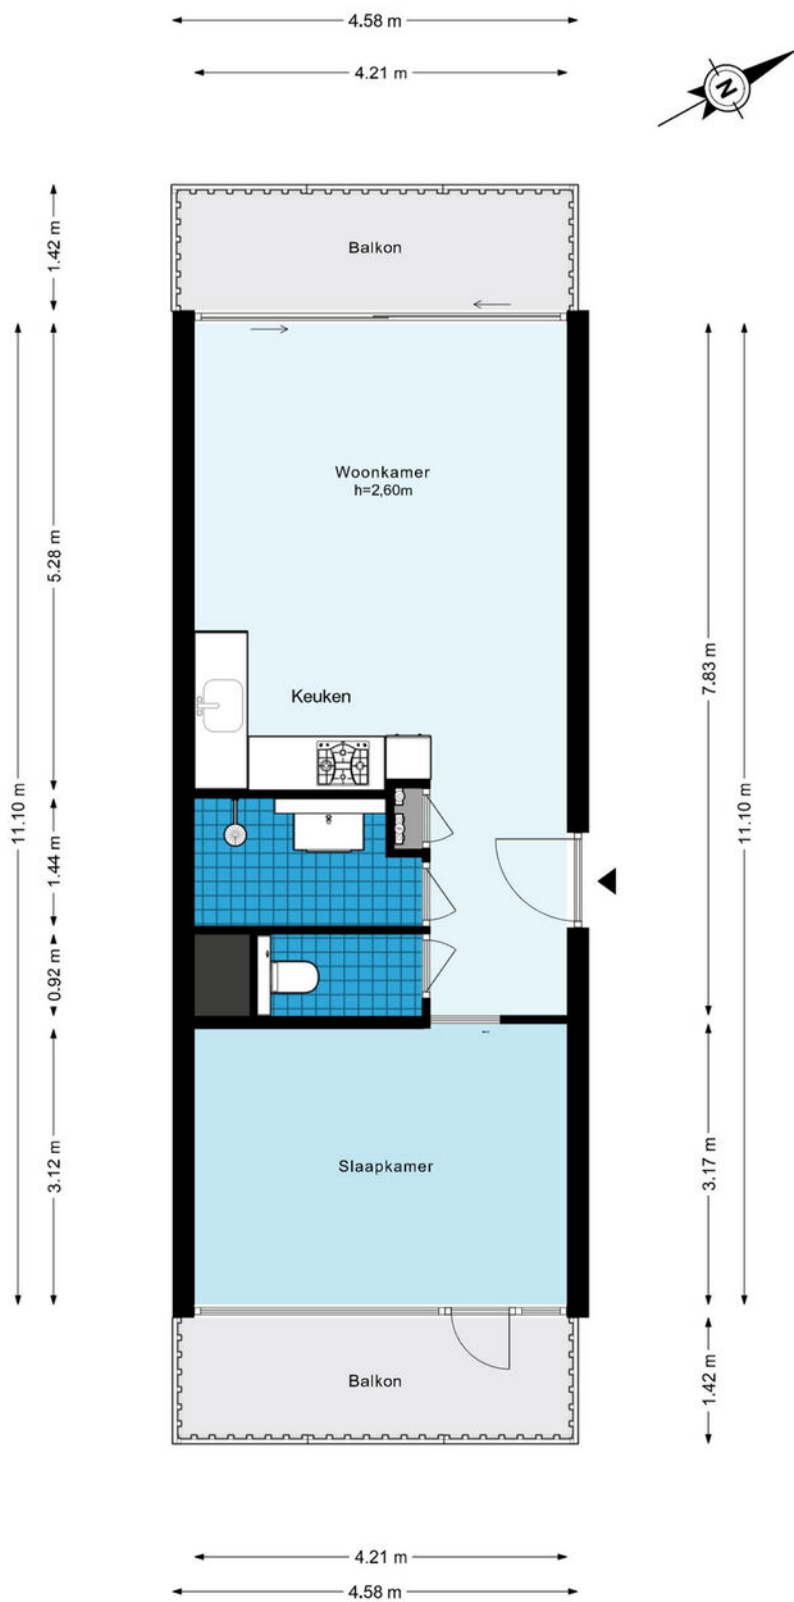 4.58 m
4.21 m
N
1.42 m
Balkon
5.28 m
Woonkamer
h=2,60m
7.83 m
Keuken
11.10 m
11.10 m
1.44 m
0.92 m
3.12 m
Slaapkamer
3.17 m
Balkon
1.42 m
4.21 m
4.58 m